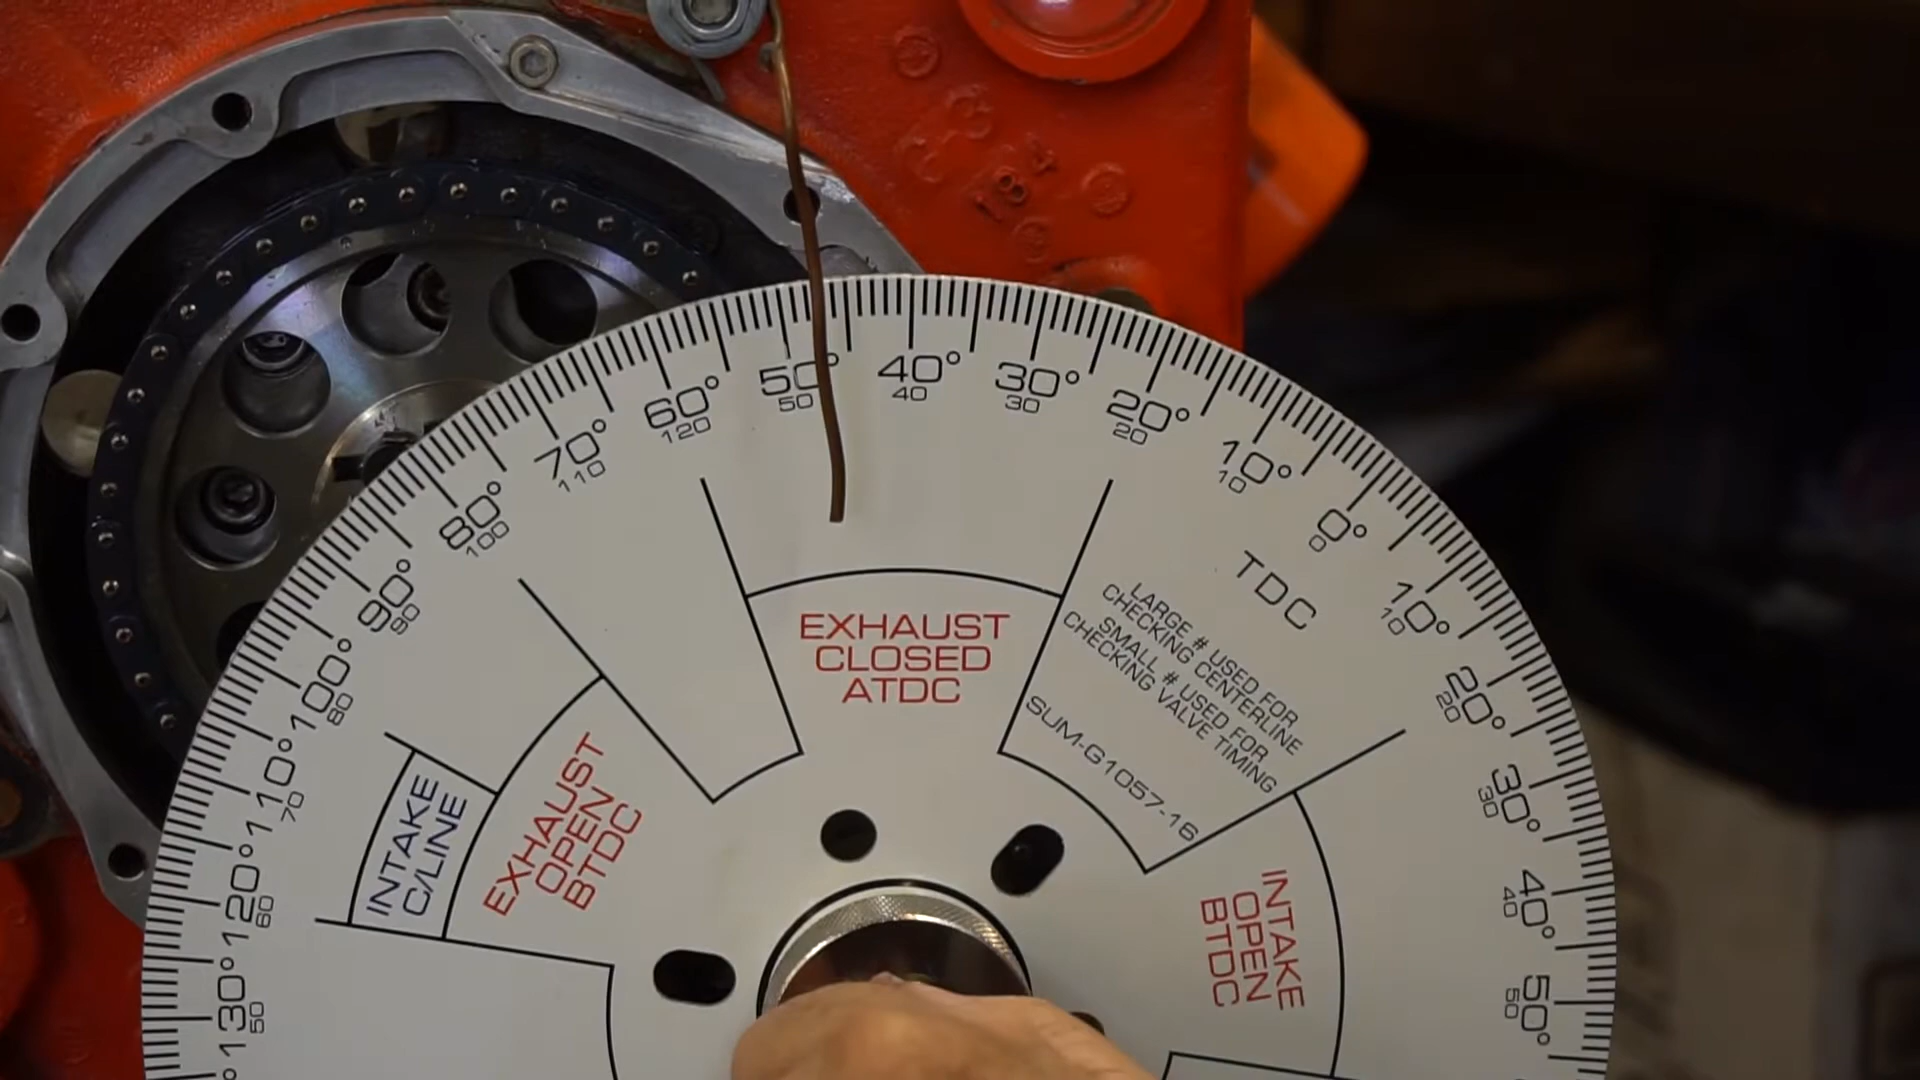 130°
50
120°
60
110°
70
100°
80
90°
90
80°
100
70°
110
60°
120
50°
50
40°
40
30°
30
20°
20
10°
10
0°
0
10°
10
20°
20
30°
30
40°
40
50°
50
TDC
LARGE # USED FOR
CHECKING CENTERLINE
SMALL # USED FOR
CHECKING VALVE TIMING
SUM-G1057-16
EXHAUST
CLOSED
ATDC
EXHAUST
OPEN
BTDC
INTAKE
C/LINE
INTAKE
OPEN
BTDC